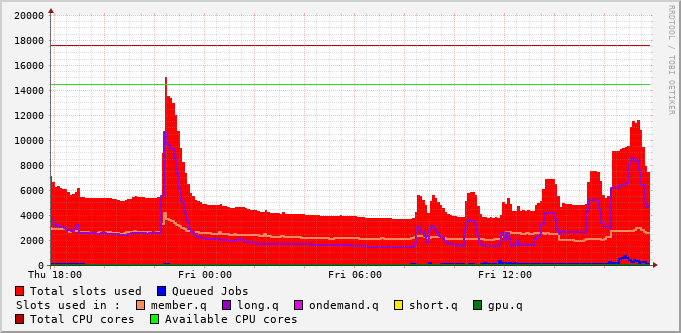 20000
18000
16000
14000
12000
10000
8000
6000
4000
2000
0
Thu 18:00 Fri 00:00 Fri 06:00 Fri 12:00
Total slots used Queued Jobs
Slots used in : member.q long.q ondemand.q short.q gpu.q
Total CPU cores Available CPU cores
RRDTOOL / TOBI OETIKER